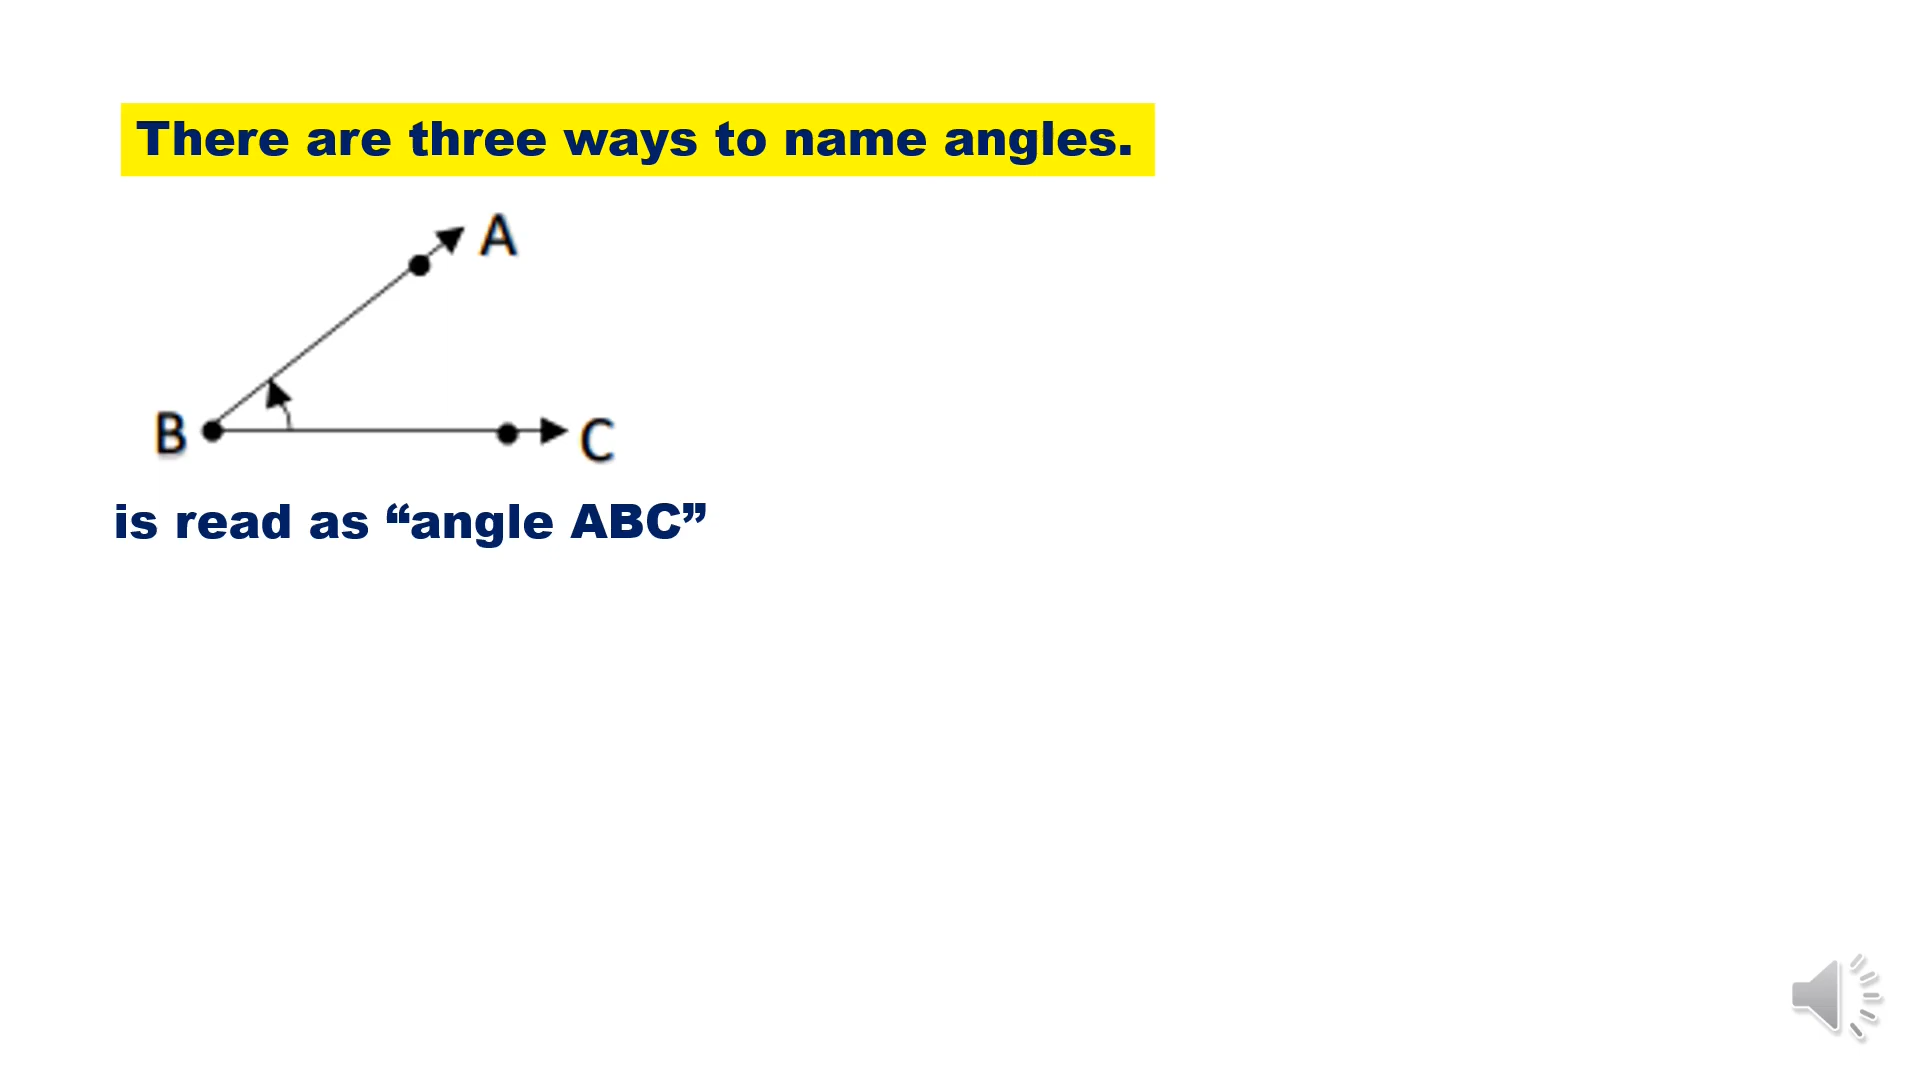 There are three ways to name angles.
A
B
C
is read as “angle ABC”